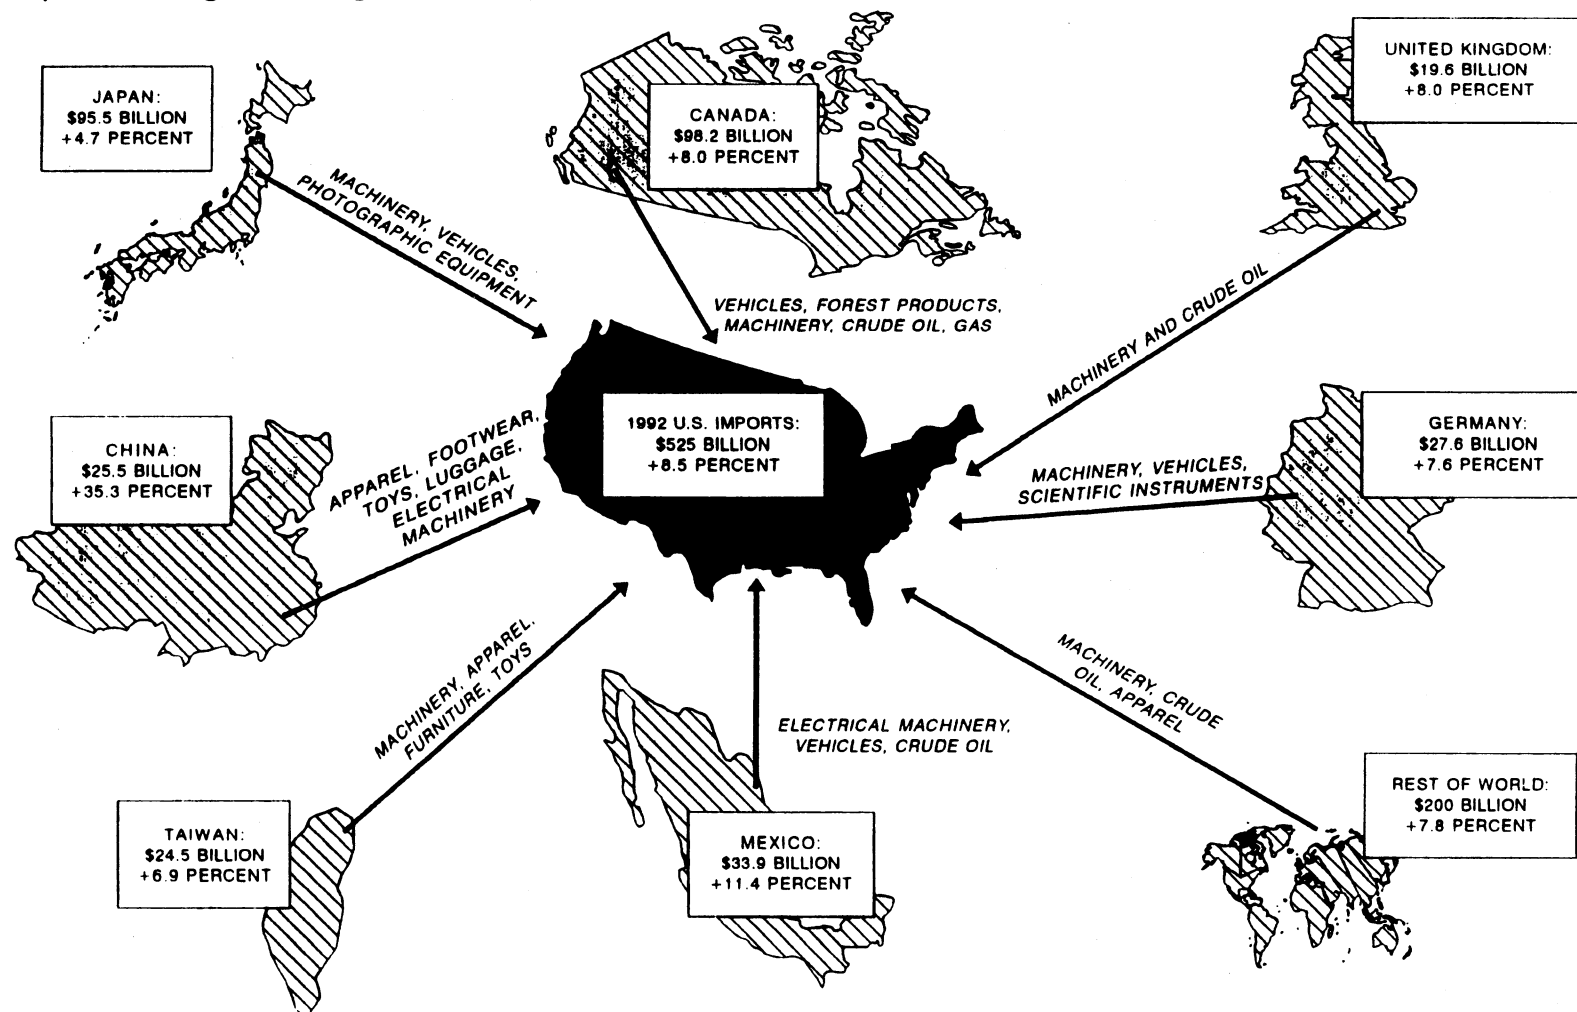 JAPAN:
$95.5 BILLION
+4.7 PERCENT
MACHINERY, VEHICLES,
PHOTOGRAPHIC EQUIPMENT
CANADA:
$98.2 BILLION
+8.0 PERCENT
VEHICLES, FOREST PRODUCTS,
MACHINERY, CRUDE OIL, GAS
UNITED KINGDOM:
$19.6 BILLION
+8.0 PERCENT
MACHINERY AND CRUDE OIL
CHINA:
$25.5 BILLION
+35.3 PERCENT
APPAREL, FOOTWEAR,
TOYS, LUGGAGE,
ELECTRICAL
MACHINERY
1992 U.S. IMPORTS:
$525 BILLION
+8.5 PERCENT
GERMANY:
$27.6 BILLION
+7.6 PERCENT
MACHINERY, VEHICLES,
SCIENTIFIC INSTRUMENTS
TAIWAN:
$24.5 BILLION
+6.9 PERCENT
MACHINERY, APPAREL,
FURNITURE, TOYS
MEXICO:
$33.9 BILLION
+11.4 PERCENT
ELECTRICAL MACHINERY,
VEHICLES, CRUDE OIL
REST OF WORLD:
$200 BILLION
+7.8 PERCENT
MACHINERY, CRUDE
OIL, APPAREL